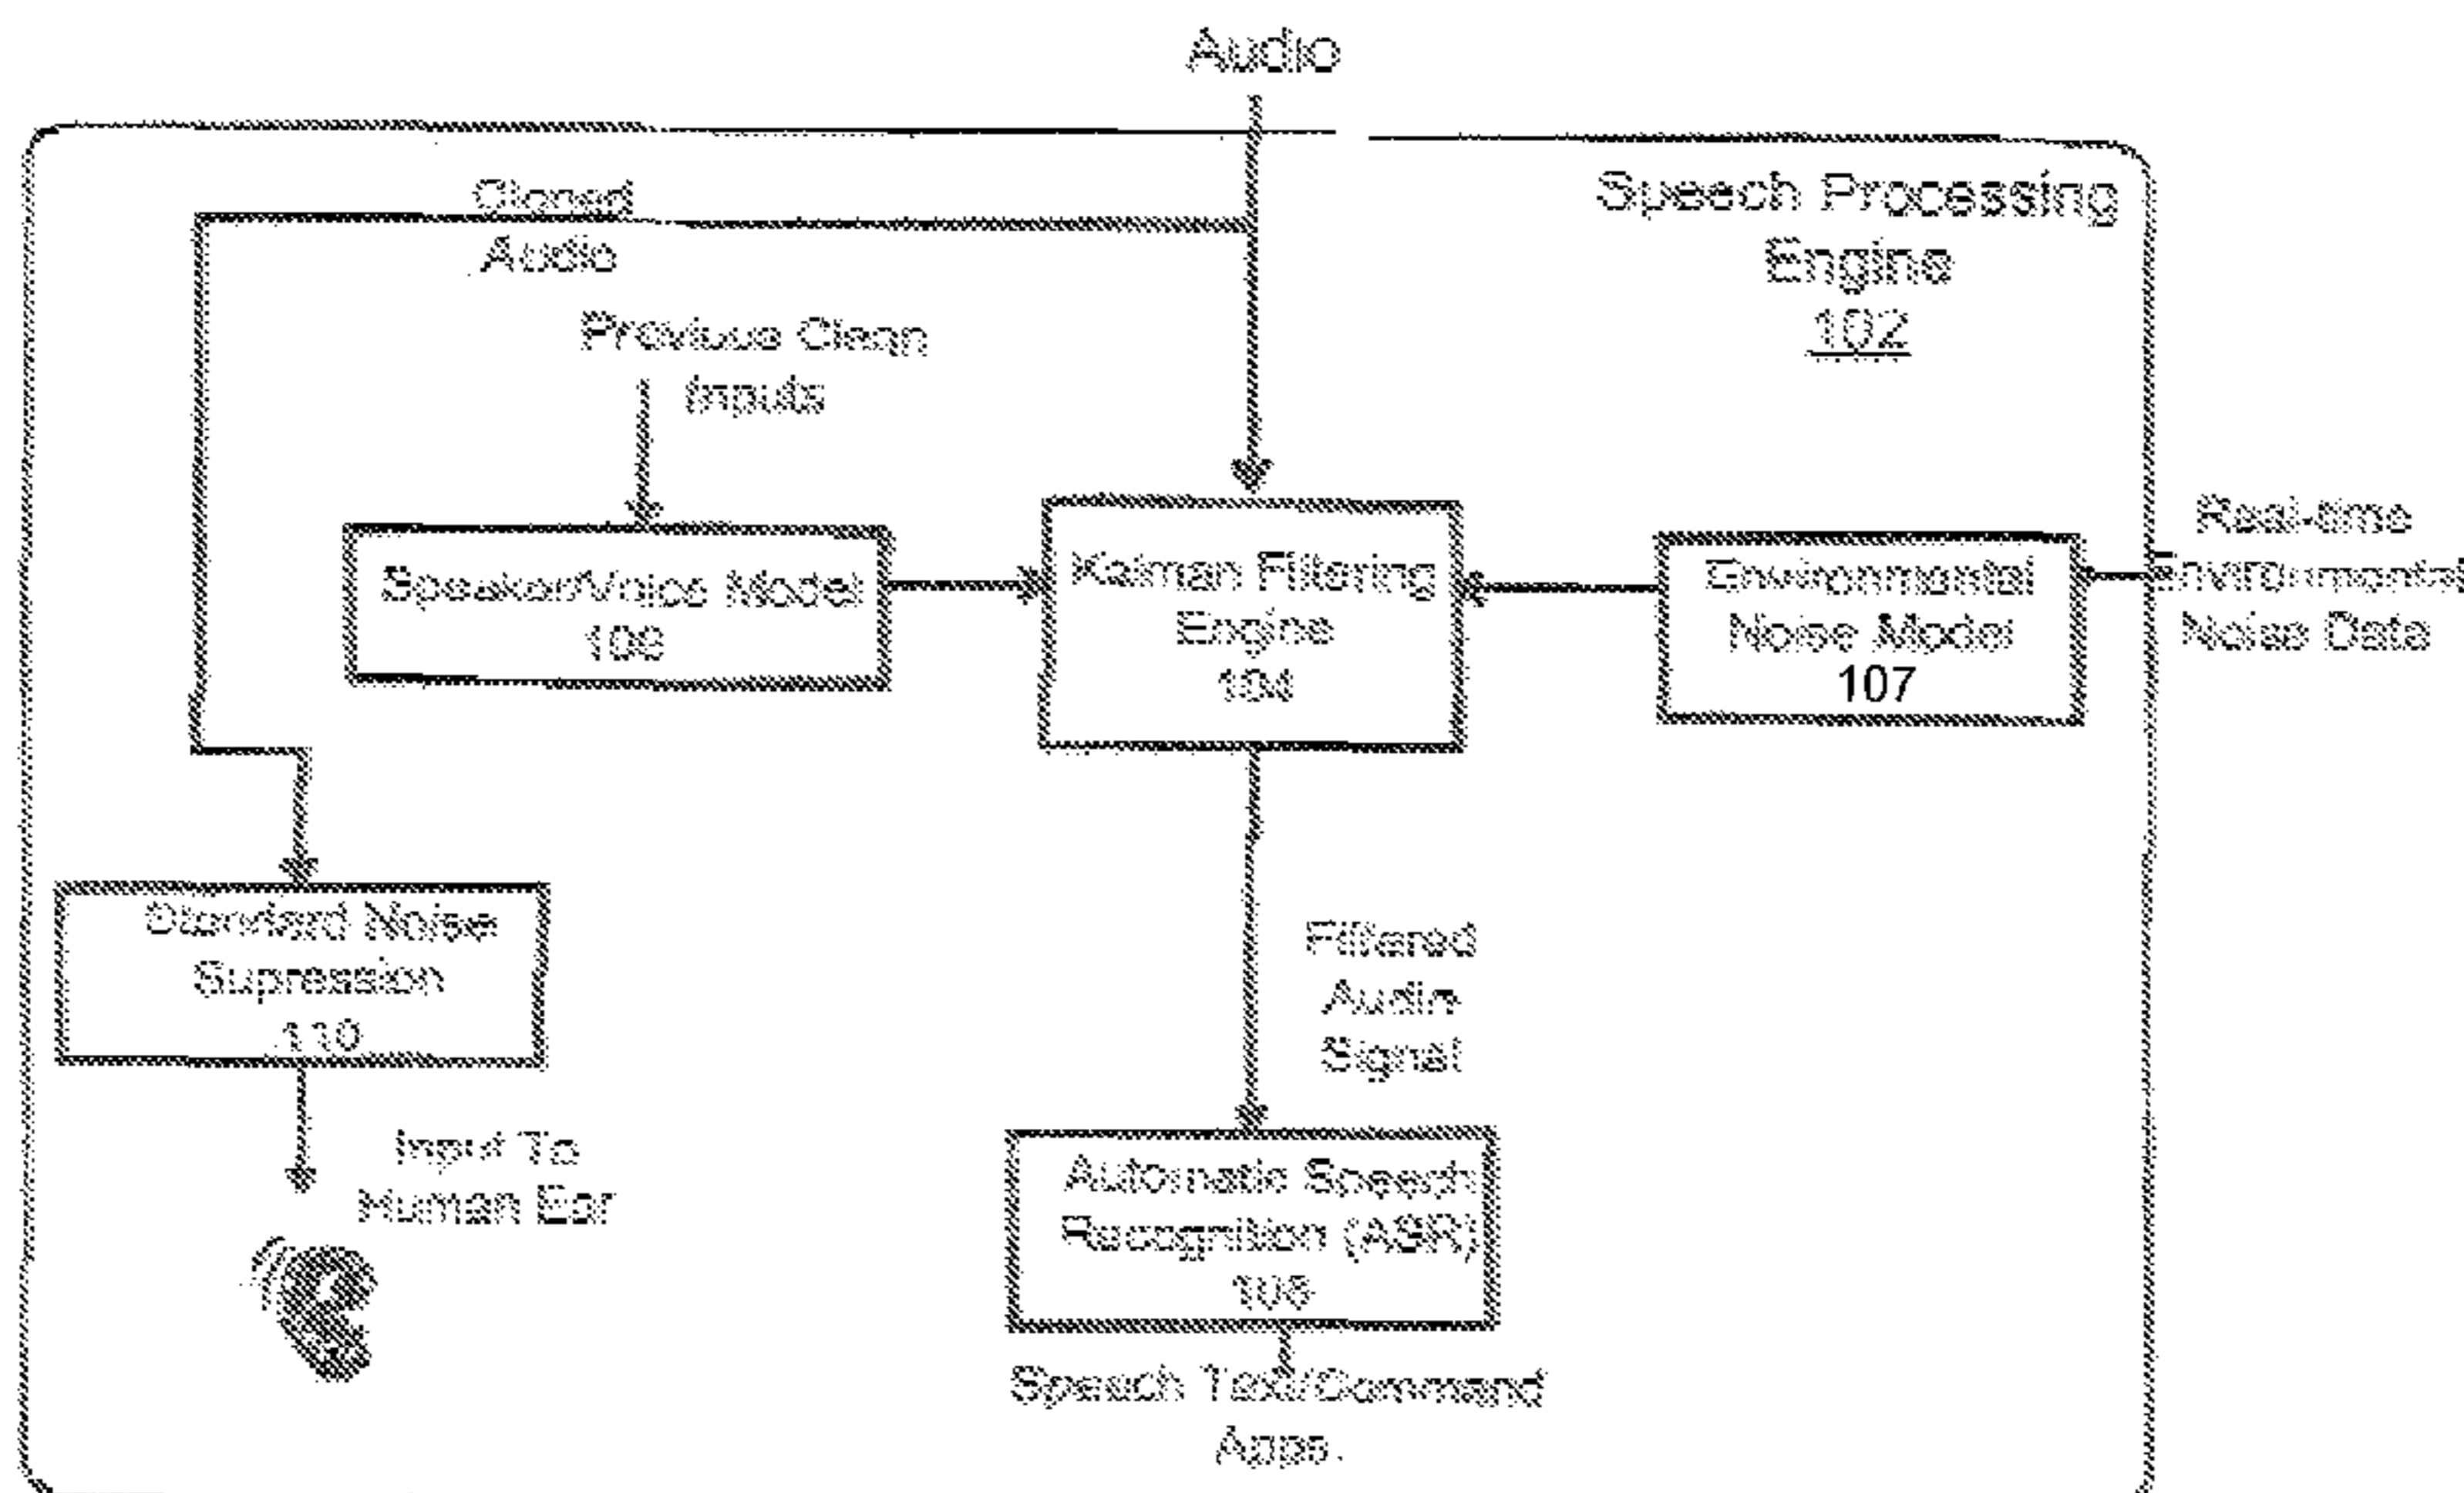 Audio
Cloned
Audio
Speech Processing
Engine
102
Previous Clean
Inputs
Speaker/Voice Model
Kalman Filtering
Engine
104
Environmental
Noise Model
107
Real-time
Environmental
Noise Data
Standard Noise
Supression
110
Filtered
Audio
Signal
Input To
Human Ear
Automatic Speech
Recognition (ASR)
Speech Text/Command
Apps.